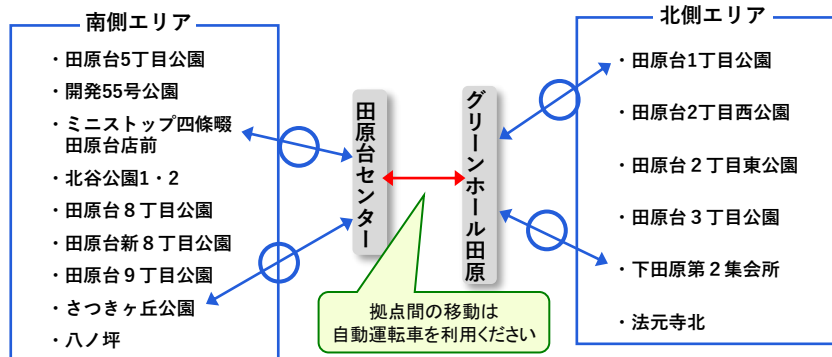 南側エリア
・田原台5丁目公園
・開発55号公園
・ミニストップ四條畷
田原台店前
・北谷公園1・2
・田原台８丁目公園
・田原台新８丁目公園
・田原台９丁目公園
・さつきヶ丘公園
・八ノ坪
田原台センター
グリーンホール田原
拠点間の移動は
自動運転車を利用ください
北側エリア
・田原台1丁目公園
・田原台2丁目西公園
・田原台２丁目東公園
・田原台３丁目公園
・下田原第２集会所
・法元寺北